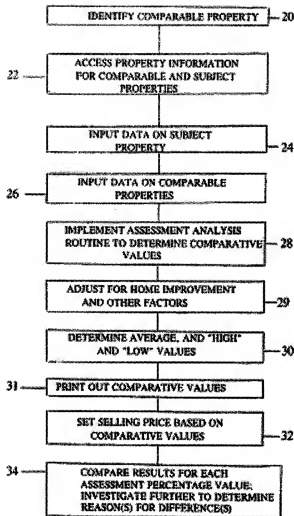 IDENTIFY COMPARABLE PROPERTY
20
22
ACCESS PROPERTY INFORMATION
FOR COMPARABLE AND SUBJECT
PROPERTIES
INPUT DATA ON SUBJECT
PROPERTY
24
26
INPUT DATA ON COMPARABLE
PROPERTIES
IMPLEMENT ASSESSMENT ANALYSIS
ROUTINE TO DETERMINE COMPARATIVE
VALUES
28
ADJUST FOR HOME IMPROVEMENT
AND OTHER FACTORS
29
DETERMINE AVERAGE, AND "HIGH"
AND "LOW" VALUES
30
31
PRINT OUT COMPARATIVE VALUES
SET SELLING PRICE BASED ON
COMPARATIVE VALUES
32
34
COMPARE RESULTS FOR EACH
ASSESSMENT PERCENTAGE VALUE;
INVESTIGATE FURTHER TO DETERMINE
REASON(S) FOR DIFFERENCE(S)